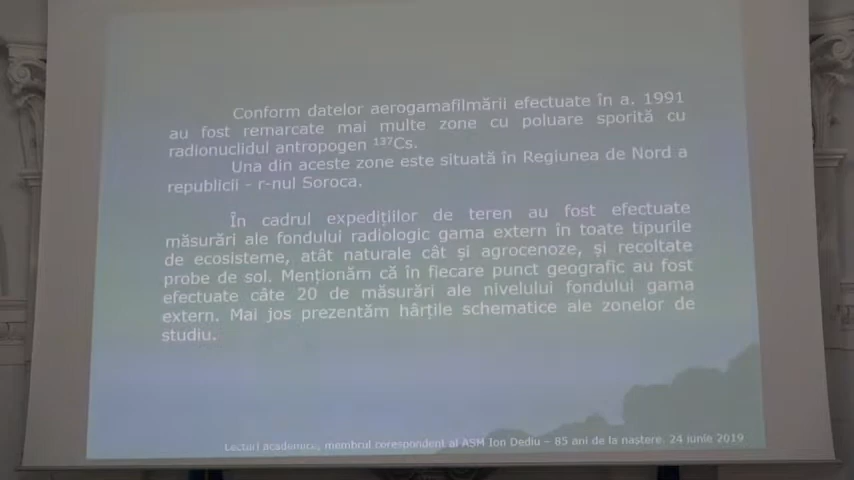 Conform datelor aerogamafilmării efectuate în a. 1991
au fost remarcate mai multe zone cu poluare sporită cu
radionuclidul antropogen ¹³⁷Cs.
Una din aceste zone este situată în Regiunea de Nord a
republicii - r-nul Soroca.
În cadrul expedițiilor de teren au fost efectuate
măsurări ale fondului radiologic gama extern în toate tipurile
de ecosisteme, atât naturale cât și agrocenoze, și recoltate
probe de sol. Menționăm că în fiecare punct geografic au fost
efectuate câte 20 de măsurări ale nivelului fondului gama
extern. Mai jos prezentăm hârțile schematice ale zonelor de
studiu.
Lecturi academice, membrul corespondent al AȘM Ion Dediu – 85 ani de la naștere. 24 iunie 2019